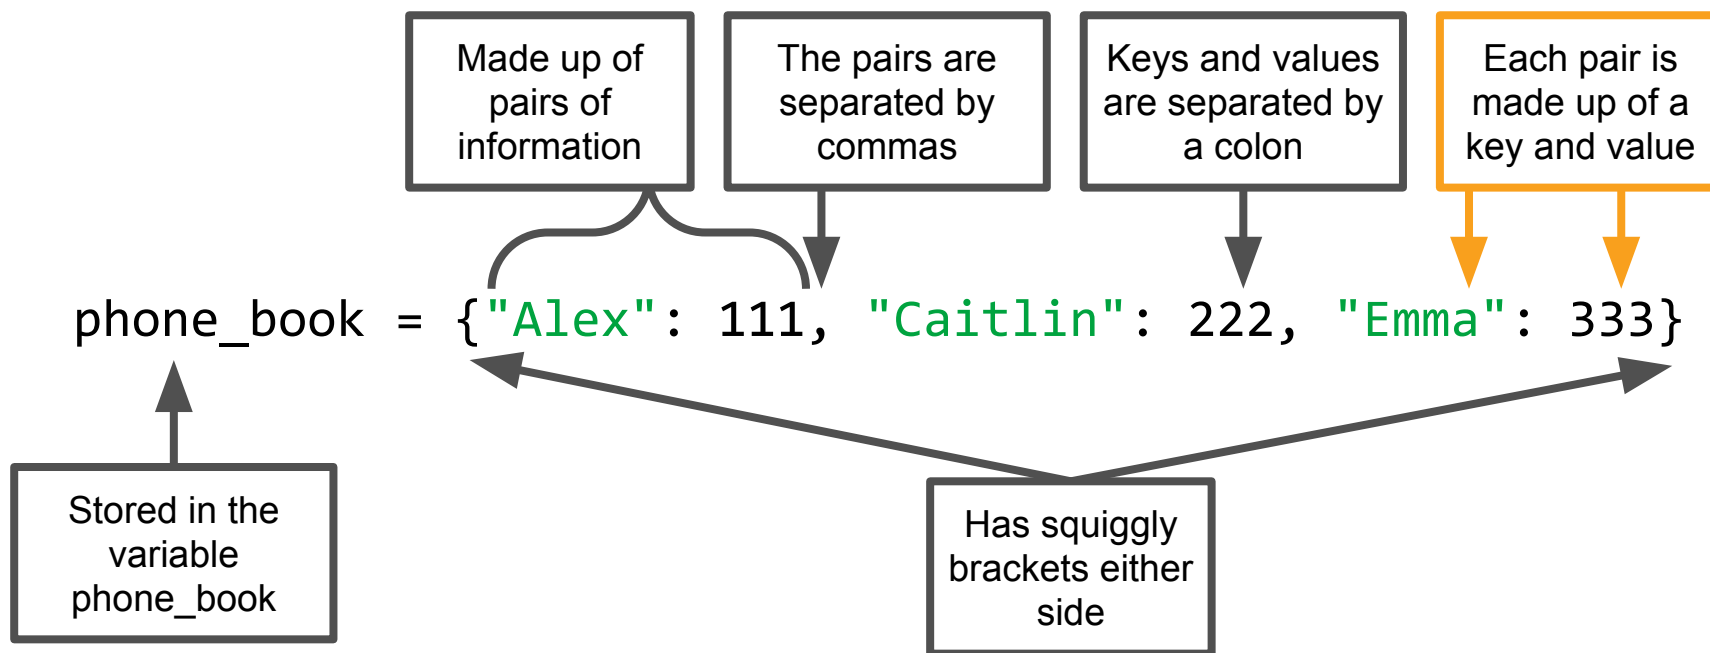 Made up of
pairs of
information
The pairs are
separated by
commas
Keys and values
are separated by
a colon
Each pair is
made up of a
key and value
phone_book = {"Alex": 111, "Caitlin": 222, "Emma": 333}
Stored in the
variable
phone_book
Has squiggly
brackets either
side